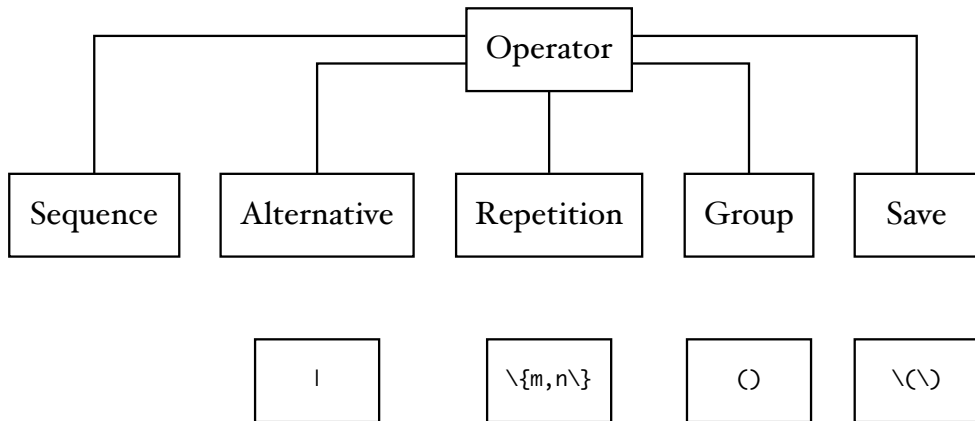 Operator
Sequence Alternative Repetition Group Save
| \{m,n\} () \(\)